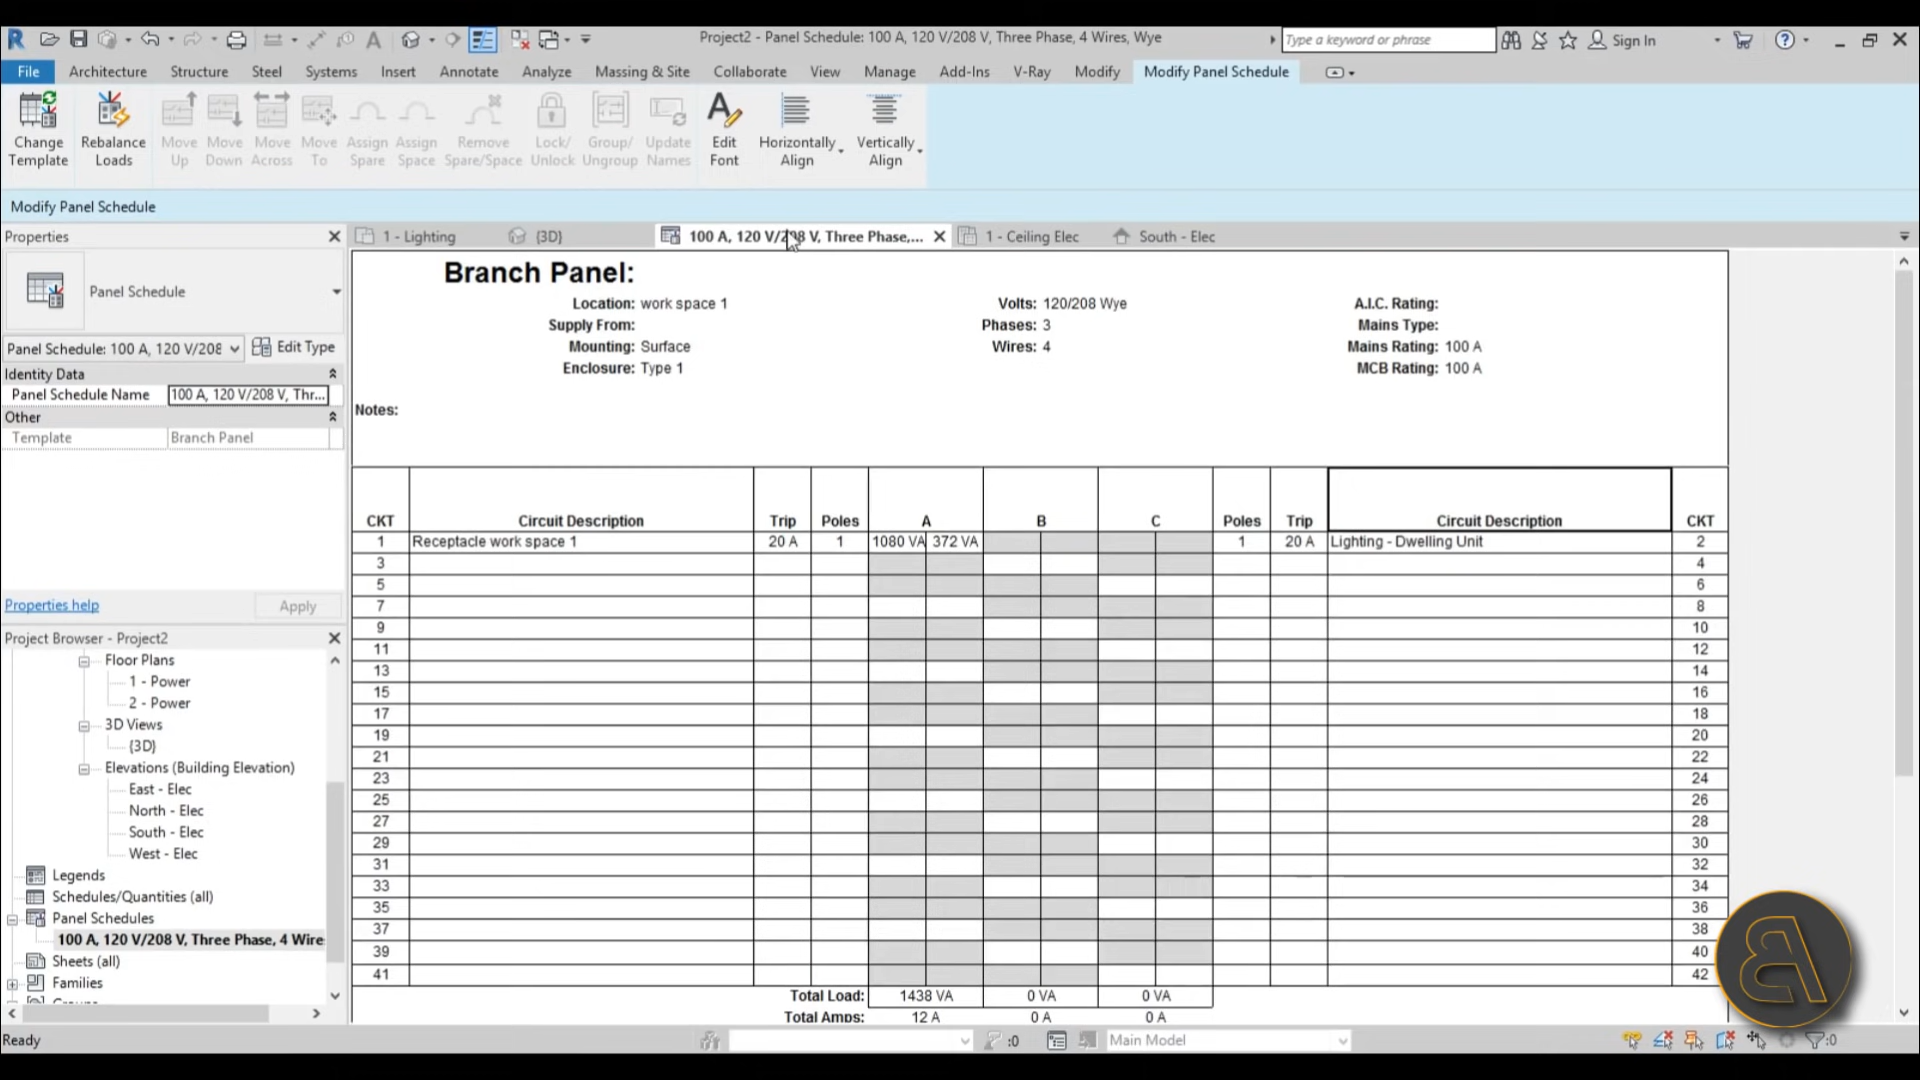 Project2 - Panel Schedule: 100 A, 120 V/208 V, Three Phase, 4 Wires, Wye
Type a keyword or phrase
Sign In
File Architecture Structure Steel Systems Insert Annotate Analyze Massing & Site Collaborate View Manage Add-Ins V-Ray Modify Modify Panel Schedule
Change Template
Rebalance Loads
Move Up
Move Down
Move Across
Move To
Assign Spare
Assign Space
Remove Spare/Space
Lock/Unlock
Group/Ungroup
Update Names
Edit Font
Horizontally Align
Vertically Align
Modify Panel Schedule
Properties
1 - Lighting {3D} 100 A, 120 V/208 V, Three Phase,... 1 - Ceiling Elec South - Elec
Panel Schedule
Panel Schedule: 100 A, 120 V/208 Edit Type
Identity Data
Panel Schedule Name 100 A, 120 V/208 V, Thr...
Other
Template Branch Panel
Properties help Apply
Project Browser - Project2
Floor Plans
1 - Power
2 - Power
3D Views
{3D}
Elevations (Building Elevation)
East - Elec
North - Elec
South - Elec
West - Elec
Legends
Schedules/Quantities (all)
Panel Schedules
100 A, 120 V/208 V, Three Phase, 4 Wire
Sheets (all)
Families
Branch Panel:
Location: work space 1 Volts: 120/208 Wye A.I.C. Rating:
Supply From: Phases: 3 Mains Type:
Mounting: Surface Wires: 4 Mains Rating: 100 A
Enclosure: Type 1 MCB Rating: 100 A
Notes:
CKT Circuit Description Trip Poles A B C Poles Trip Circuit Description CKT
1 Receptacle work space 1 20 A 1 1080 VA 372 VA 1 20 A Lighting - Dwelling Unit 2
3 4
5 6
7 8
9 10
11 12
13 14
15 16
17 18
19 20
21 22
23 24
25 26
27 28
29 30
31 32
33 34
35 36
37 38
39 40
41 42
Total Load: 1438 VA 0 VA 0 VA
Total Amps: 12 A 0 A 0 A
Ready :0 Main Model :0